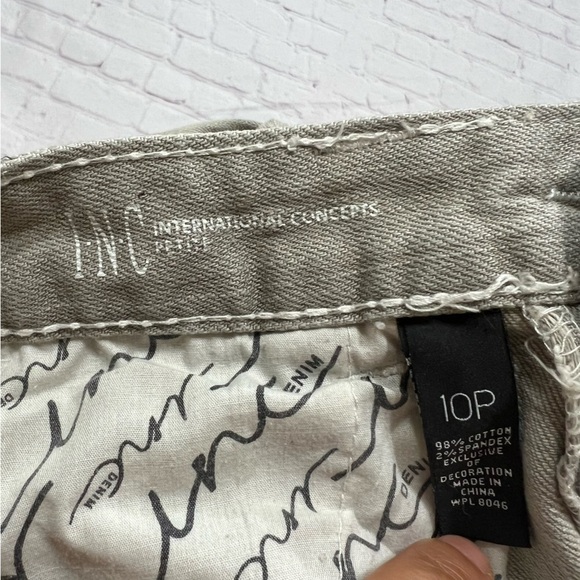 I·N·C INTERNATIONAL CONCEPTS
PETITE
DENIM
DENIM
DENIM
DENIM
10P
98% COTTON
2% SPANDEX
EXCLUSIVE
OF
DECORATION
MADE IN
CHINA
WPL 8046